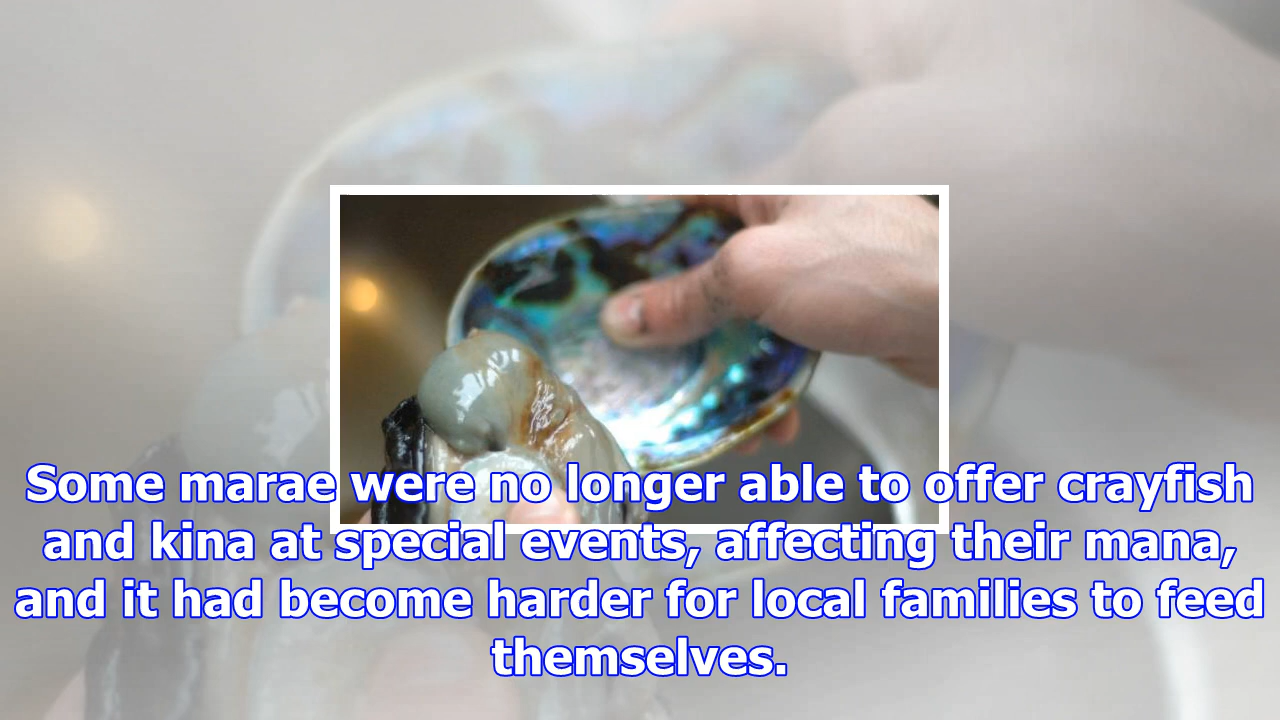 Some marae were no longer able to offer crayfish
and kina at special events, affecting their mana,
and it had become harder for local families to feed
themselves.